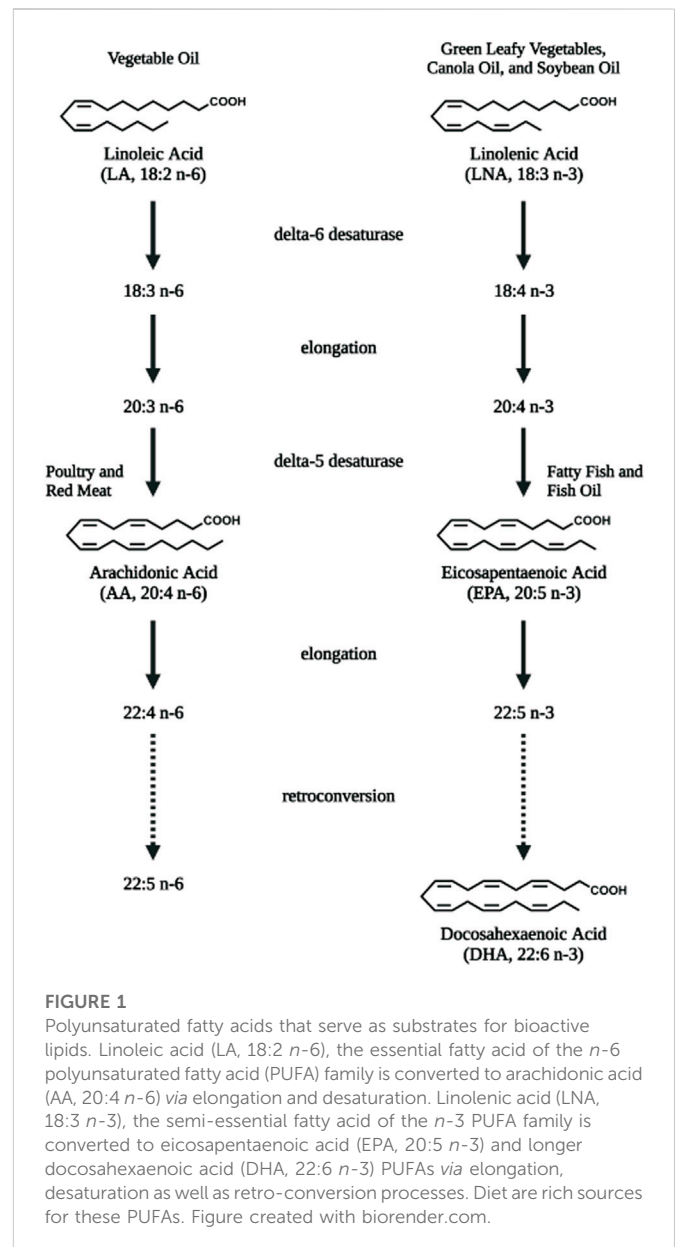 Vegetable Oil
Green Leafy Vegetables,
Canola Oil, and Soybean Oil
COOH
COOH
Linoleic Acid
(LA, 18:2 n-6)
Linolenic Acid
(LNA, 18:3 n-3)
delta-6 desaturase
18:3 n-6
18:4 n-3
elongation
20:3 n-6
20:4 n-3
delta-5 desaturase
Poultry and
Red Meat
Fatty Fish and
Fish Oil
COOH
COOH
Arachidonic Acid
(AA, 20:4 n-6)
Eicosapentaenoic Acid
(EPA, 20:5 n-3)
elongation
22:4 n-6
22:5 n-3
retroconversion
22:5 n-6
COOH
Docosahexaenoic Acid
(DHA, 22:6 n-3)
FIGURE 1
Polyunsaturated fatty acids that serve as substrates for bioactive
lipids. Linoleic acid (LA, 18:2 n-6), the essential fatty acid of the n-6
polyunsaturated fatty acid (PUFA) family is converted to arachidonic acid
(AA, 20:4 n-6) via elongation and desaturation. Linolenic acid (LNA,
18:3 n-3), the semi-essential fatty acid of the n-3 PUFA family is
converted to eicosapentaenoic acid (EPA, 20:5 n-3) and longer
docosahexaenoic acid (DHA, 22:6 n-3) PUFAs via elongation,
desaturation as well as retro-conversion processes. Diet are rich sources
for these PUFAs. Figure created with biorender.com.